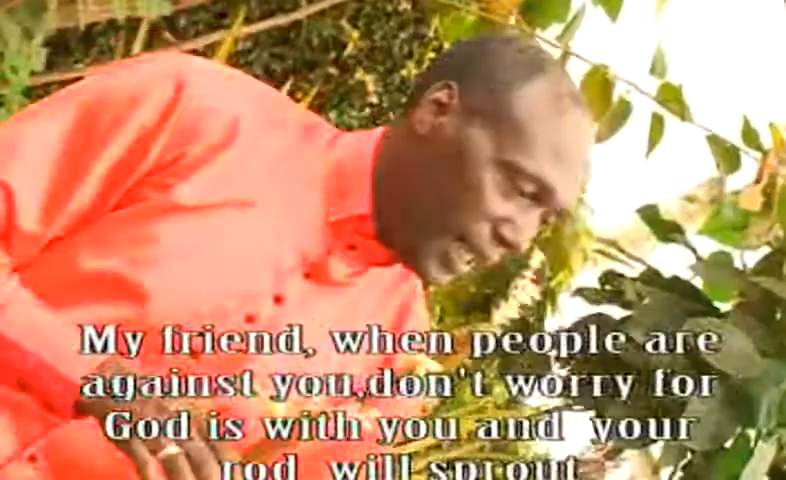 My friend, when people are
against you,don't worry for
God is with you and your
rod will sprout